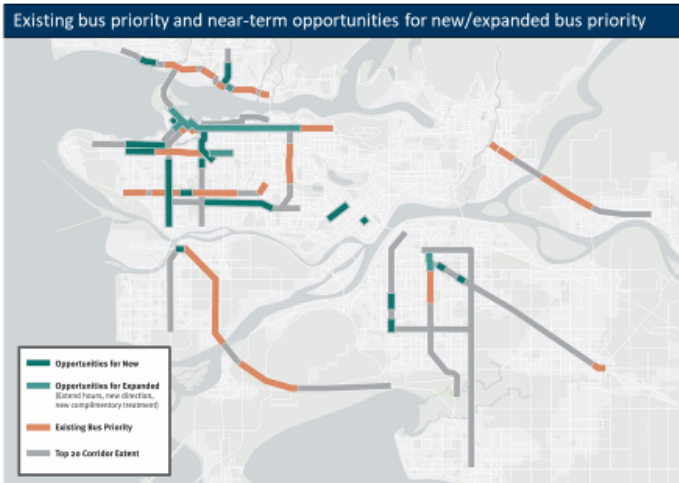 Existing bus priority and near-term opportunities for new/expanded bus priority
Opportunities for New
Opportunities for Expanded
(Extend hours, new direction,
new complimentary treatment)
Existing Bus Priority
Top 20 Corridor Extent